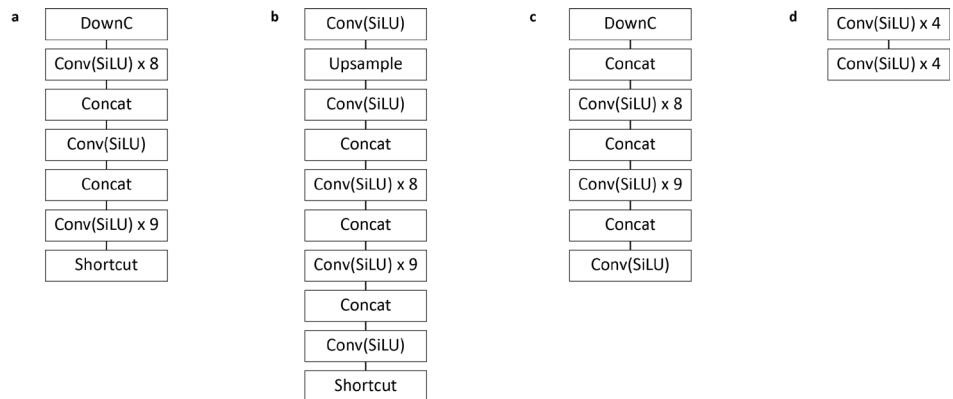 a
DownC
Conv(SiLU) x 8
Concat
Conv(SiLU)
Concat
Conv(SiLU) x 9
Shortcut
b
Conv(SiLU)
Upsample
Conv(SiLU)
Concat
Conv(SiLU) x 8
Concat
Conv(SiLU) x 9
Concat
Conv(SiLU)
Shortcut
c
DownC
Concat
Conv(SiLU) x 8
Concat
Conv(SiLU) x 9
Concat
Conv(SiLU)
d
Conv(SiLU) x 4
Conv(SiLU) x 4